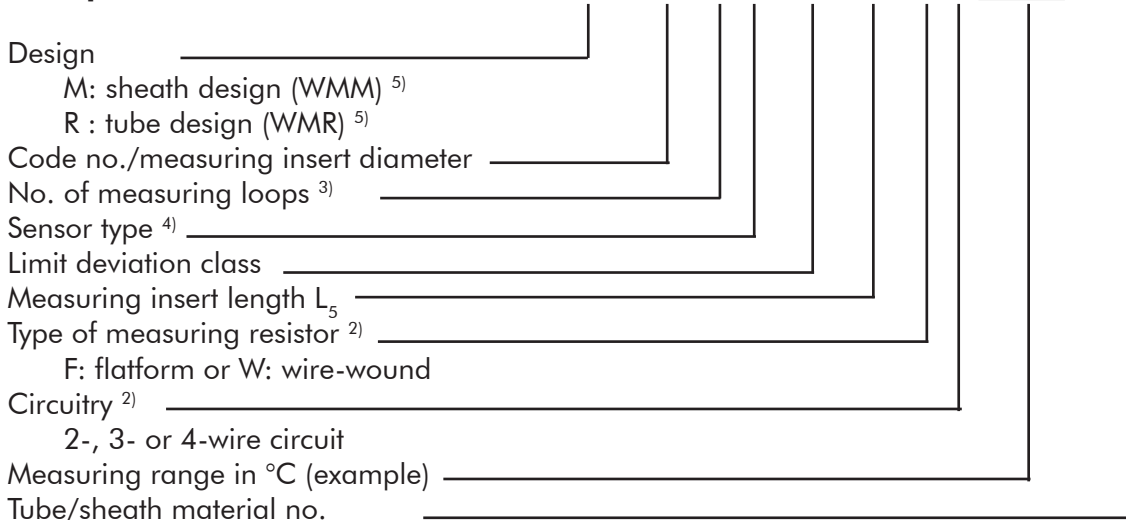 Design
M: sheath design (WMM) 5)
R : tube design (WMR) 5)
Code no./measuring insert diameter
No. of measuring loops 3)
Sensor type 4)
Limit deviation class
Measuring insert length L5
Type of measuring resistor 2)
F: flatform or W: wire-wound
Circuitry 2)
2-, 3- or 4-wire circuit
Measuring range in °C (example)
Tube/sheath material no.